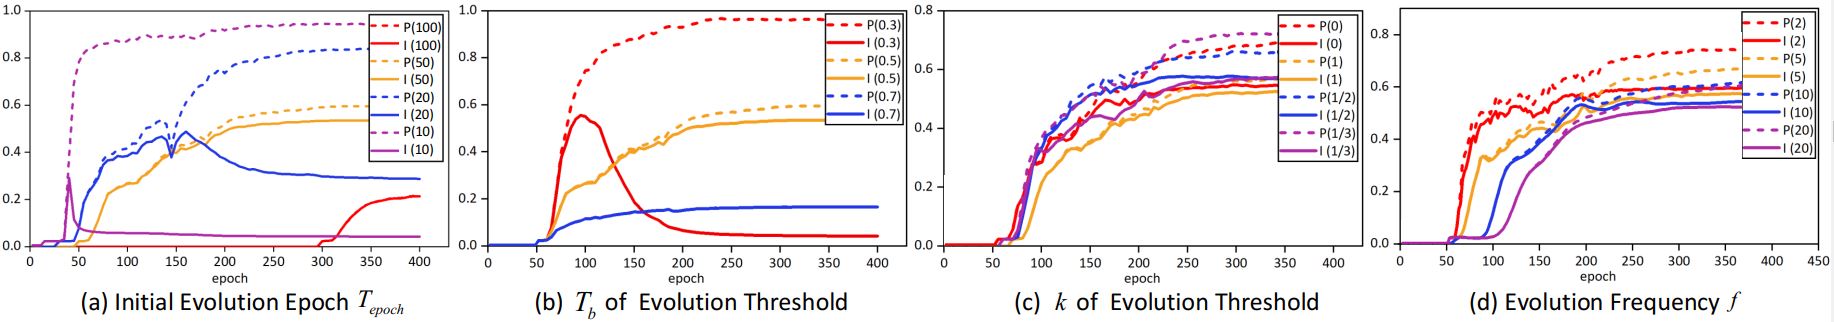 1.0
0.8
0.6
0.4
0.2
0.0
0 50 100 150 200 250 300 350 400
epoch
P(100)
I (100)
P(50)
I (50)
P(20)
I (20)
P(10)
I (10)
(a) Initial Evolution Epoch T_epoch
1.0
0.8
0.6
0.4
0.2
0.0
0 50 100 150 200 250 300 350 400
epoch
P(0.3)
I (0.3)
P(0.5)
I (0.5)
P(0.7)
I (0.7)
(b) T_b of Evolution Threshold
0.8
0.6
0.4
0.2
0.0
0 50 100 150 200 250 300 350 400
epoch
P(0)
I (0)
P(1)
I (1)
P(1/2)
I (1/2)
P(1/3)
I (1/3)
(c) k of Evolution Threshold
0.8
0.6
0.4
0.2
0.0
0 50 100 150 200 250 300 350 400 450
epoch
P(2)
I (2)
P(5)
I (5)
P(10)
I (10)
P(20)
I (20)
(d) Evolution Frequency f